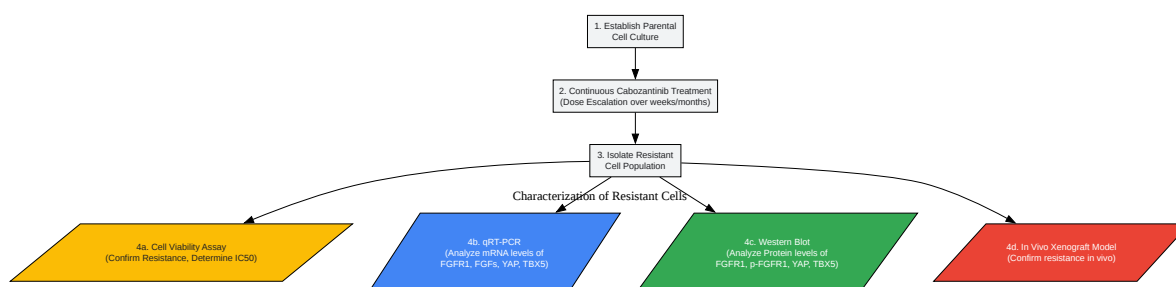 1. Establish Parental
Cell Culture
2. Continuous Cabozantinib Treatment
(Dose Escalation over weeks/months)
3. Isolate Resistant
Cell Population
Characterization of Resistant Cells
4a. Cell Viability Assay
(Confirm Resistance, Determine IC50)
4b. qRT-PCR
(Analyze mRNA levels of
FGFR1, FGFs, YAP, TBX5)
4c. Western Blot
(Analyze Protein levels of
FGFR1, p-FGFR1, YAP, TBX5)
4d. In Vivo Xenograft Model
(Confirm resistance in vivo)